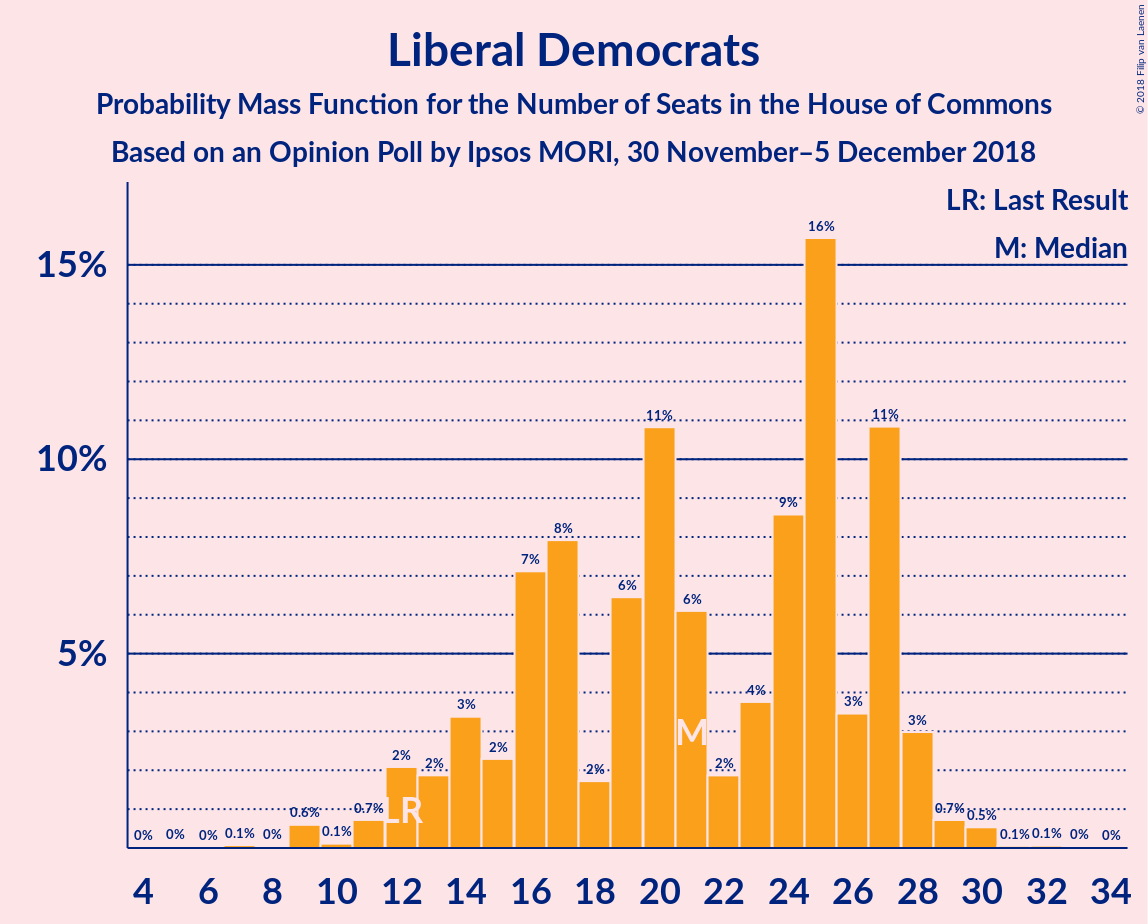 Liberal Democrats
Probability Mass Function for the Number of Seats in the House of Commons
Based on an Opinion Poll by Ipsos MORI, 30 November–5 December 2018
© 2018 Filip van Laenen
LR: Last Result
M: Median
15%
10%
5%
0% 0% 0% 0.1% 0% 0.6% 0.1% 0.7% 2% 2% 3% 2% 7% 8% 2% 6% 11% 6% 2% 4% 9% 16% 3% 11% 3% 0.7% 0.5% 0.1% 0.1% 0% 0%
LR
M
4 6 8 10 12 14 16 18 20 22 24 26 28 30 32 34